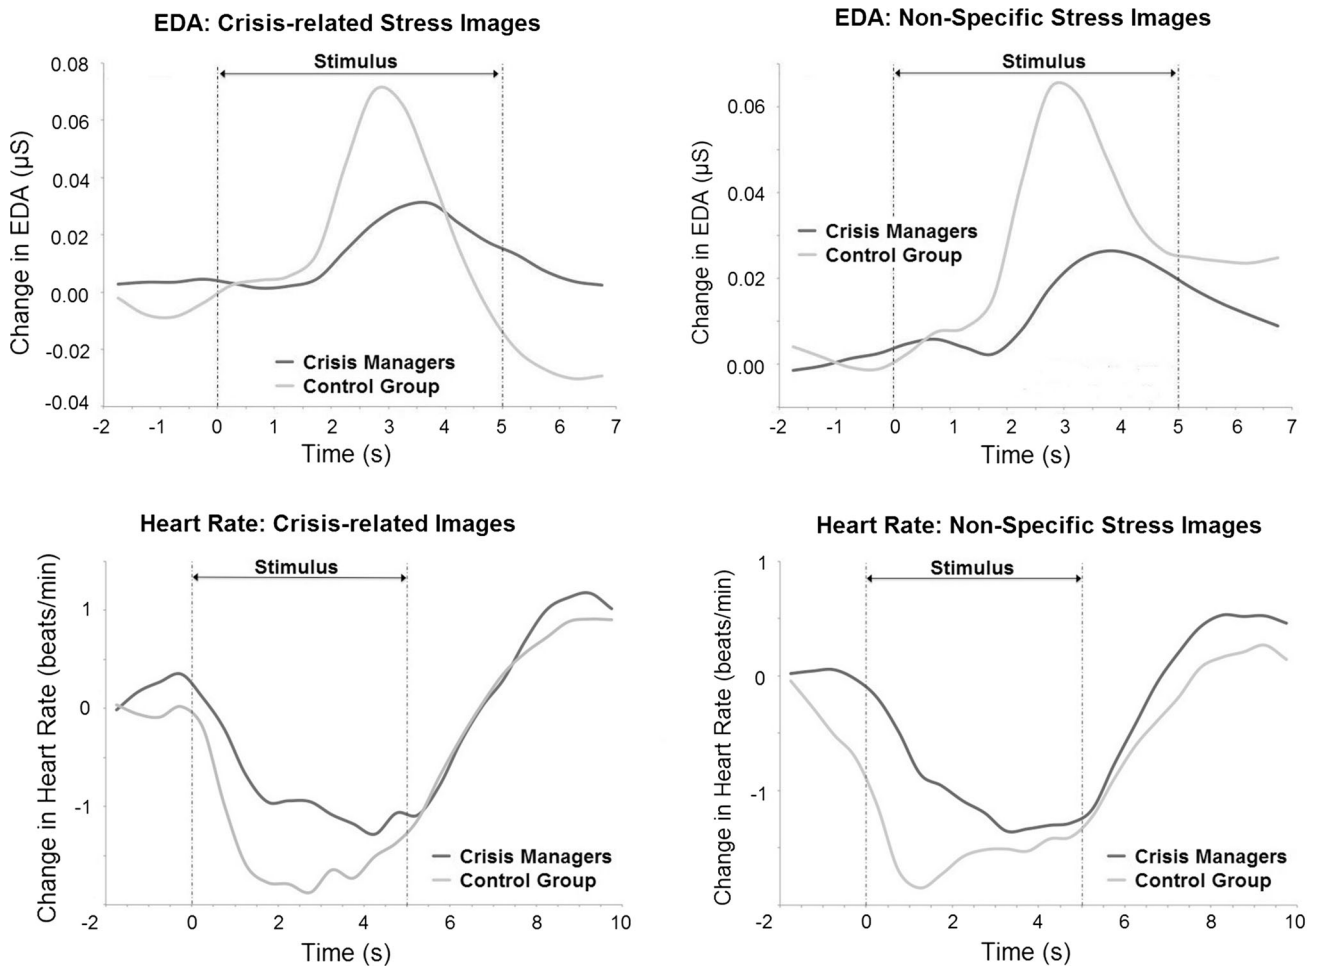 EDA: Crisis-related Stress Images
Stimulus
Change in EDA (µS)
0.08
0.06
0.04
0.02
0.00
-0.02
-0.04
Crisis Managers
Control Group
-2 -1 0 1 2 3 4 5 6 7
Time (s)
EDA: Non-Specific Stress Images
Stimulus
Change in EDA (µS)
0.06
0.04
0.02
0.00
Crisis Managers
Control Group
-2 -1 0 1 2 3 4 5 6 7
Time (s)
Heart Rate: Crisis-related Images
Stimulus
Change in Heart Rate (beats/min)
1
0
-1
Crisis Managers
Control Group
-2 0 2 4 6 8 10
Time (s)
Heart Rate: Non-Specific Stress Images
Stimulus
Change in Heart Rate (beats/min)
1
0
-1
Crisis Managers
Control Group
-2 0 2 4 6 8 10
Time (s)